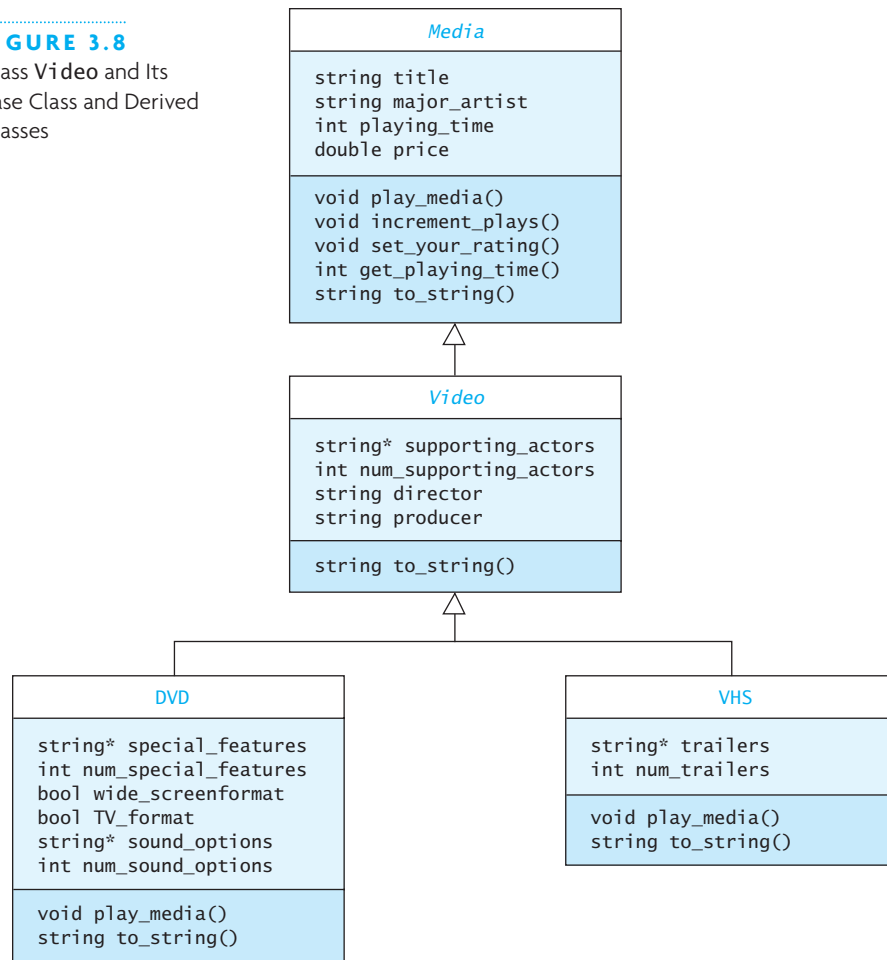 GURE 3.8
ass Video and Its
ase Class and Derived
asses
Media
string title
string major_artist
int playing_time
double price
void play_media()
void increment_plays()
void set_your_rating()
int get_playing_time()
string to_string()
Video
string* supporting_actors
int num_supporting_actors
string director
string producer
string to_string()
DVD
string* special_features
int num_special_features
bool wide_screenformat
bool TV_format
string* sound_options
int num_sound_options
void play_media()
string to_string()
VHS
string* trailers
int num_trailers
void play_media()
string to_string()